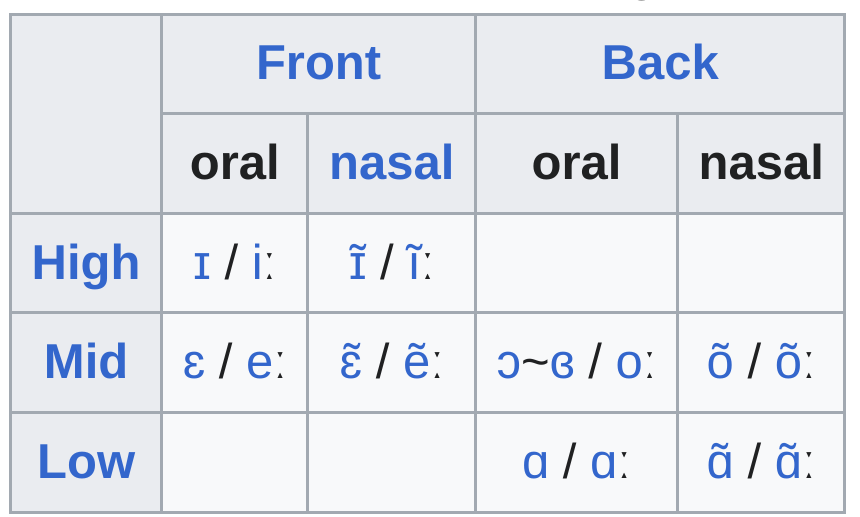 Front Back
oral nasal oral nasal
High ɪ / iː ɪ̃ / ĩː
Mid ɛ / eː ɛ̃ / ẽː ɔ~ɞ / oː õ / õː
Low ɑ / ɑː ɑ̃ / ɑ̃ː